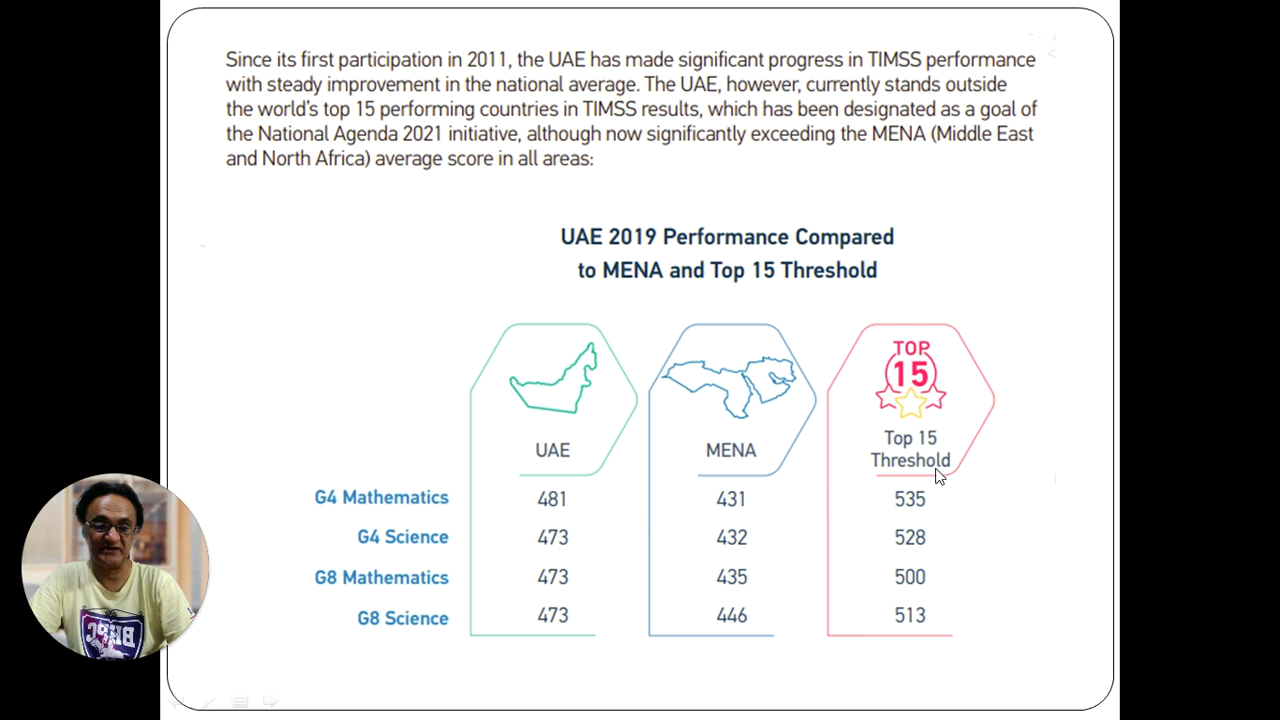 Since its first participation in 2011, the UAE has made significant progress in TIMSS performance
with steady improvement in the national average. The UAE, however, currently stands outside
the world's top 15 performing countries in TIMSS results, which has been designated as a goal of
the National Agenda 2021 initiative, although now significantly exceeding the MENA (Middle East
and North Africa) average score in all areas:
UAE 2019 Performance Compared
to MENA and Top 15 Threshold
TOP
15
UAE
MENA
Top 15
Threshold
G4 Mathematics 481 431 535
G4 Science 473 432 528
G8 Mathematics 473 435 500
G8 Science 473 446 513